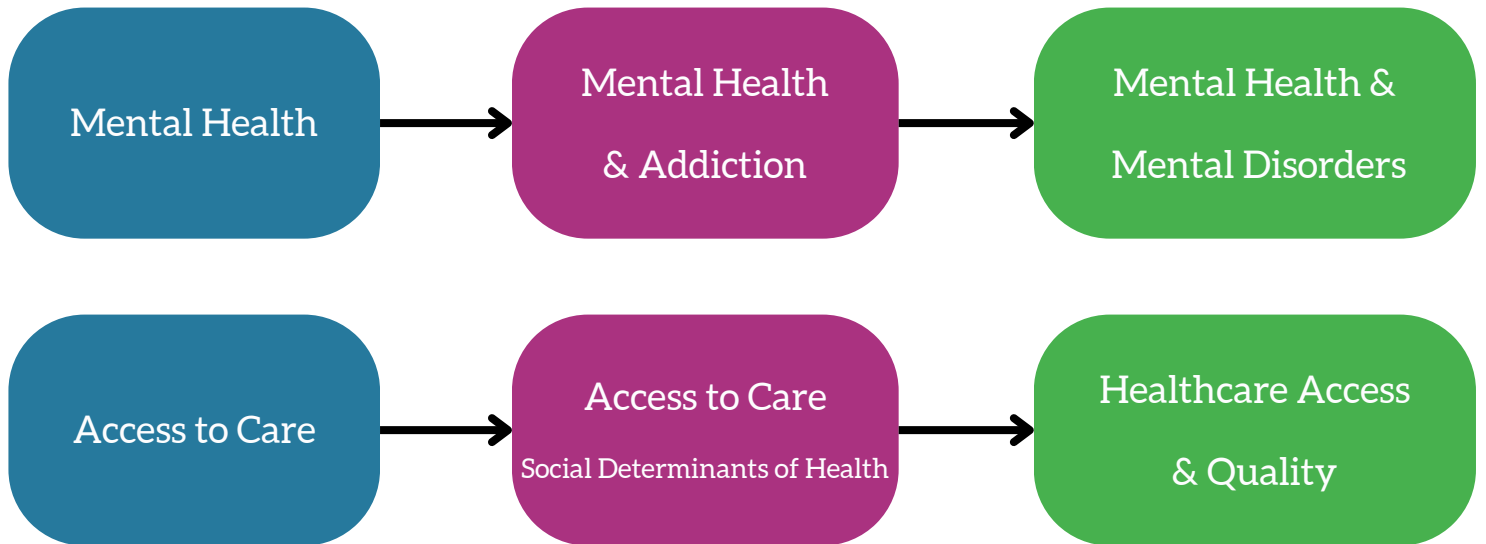 Mental Health
Mental Health
& Addiction
Mental Health &
Mental Disorders
Access to Care
Access to Care
Social Determinants of Health
Healthcare Access
& Quality